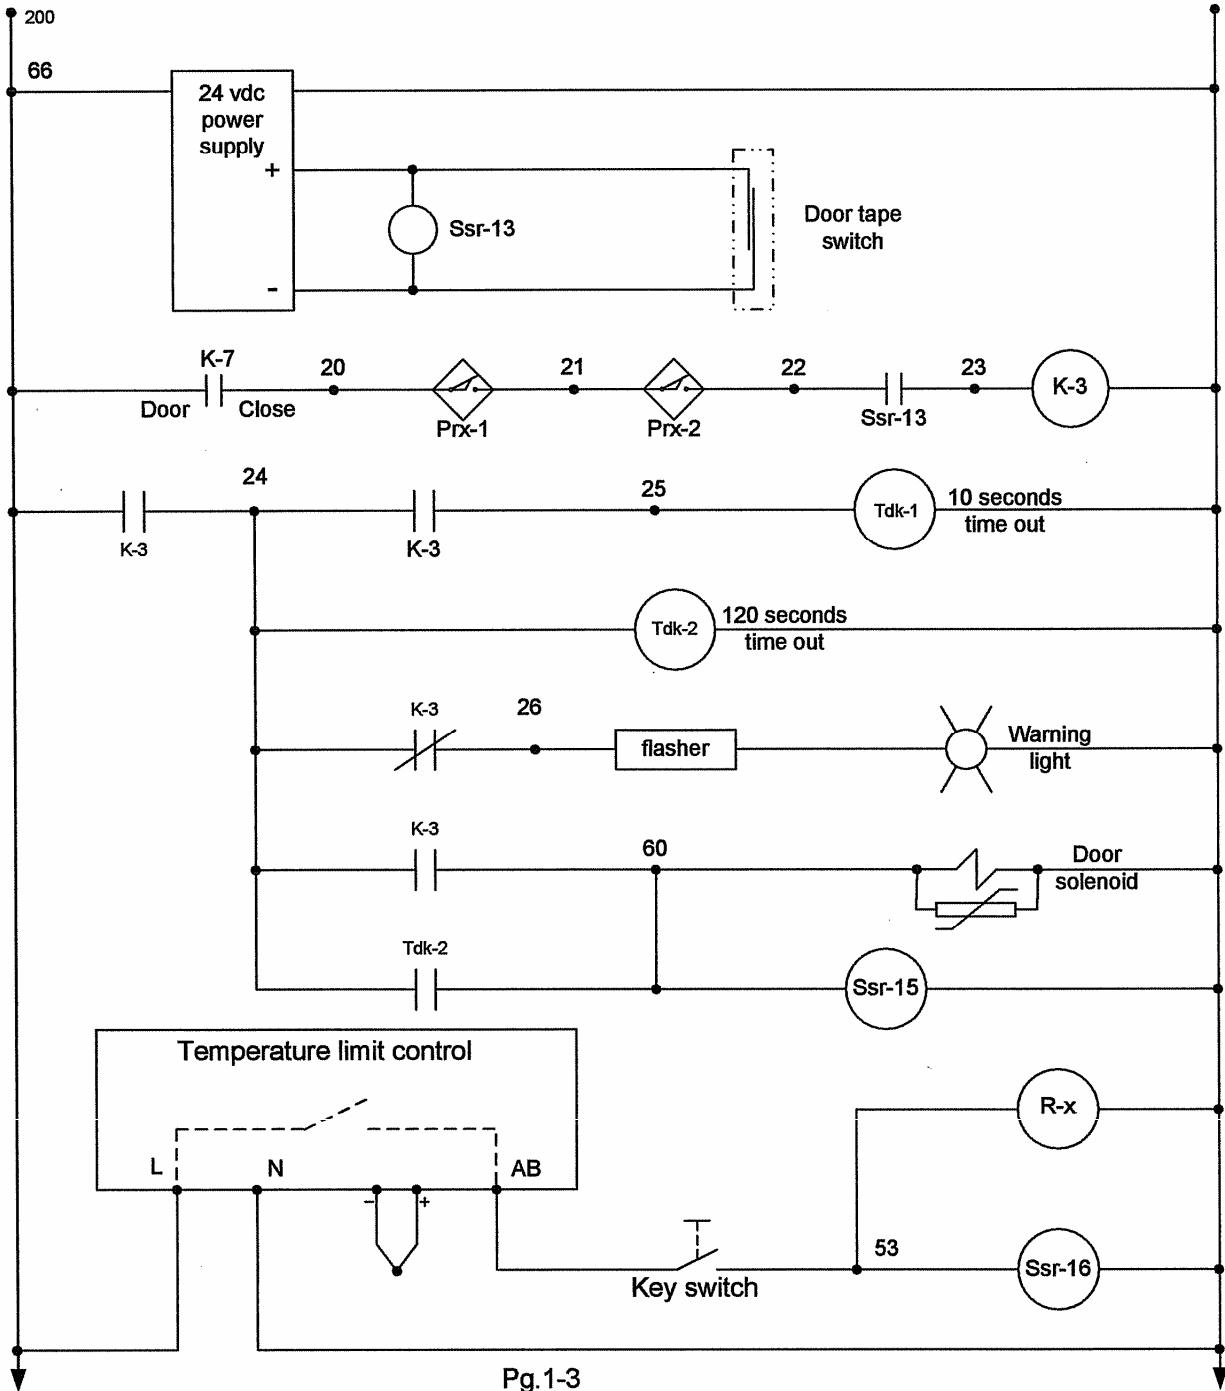 200
66
24 vdc
power
supply
+
Ssr-13
Door tape
switch
-
K-7
20
21
22
23
K-3
Door Close
Prx-1
Prx-2
Ssr-13
24
25
Tdk-1
10 seconds
time out
K-3
K-3
Tdk-2
120 seconds
time out
K-3
26
flasher
Warning
light
K-3
60
Door
solenoid
Tdk-2
Ssr-15
Temperature limit control
R-x
L
N
AB
-
+
53
Key switch
Ssr-16
Pg.1-3